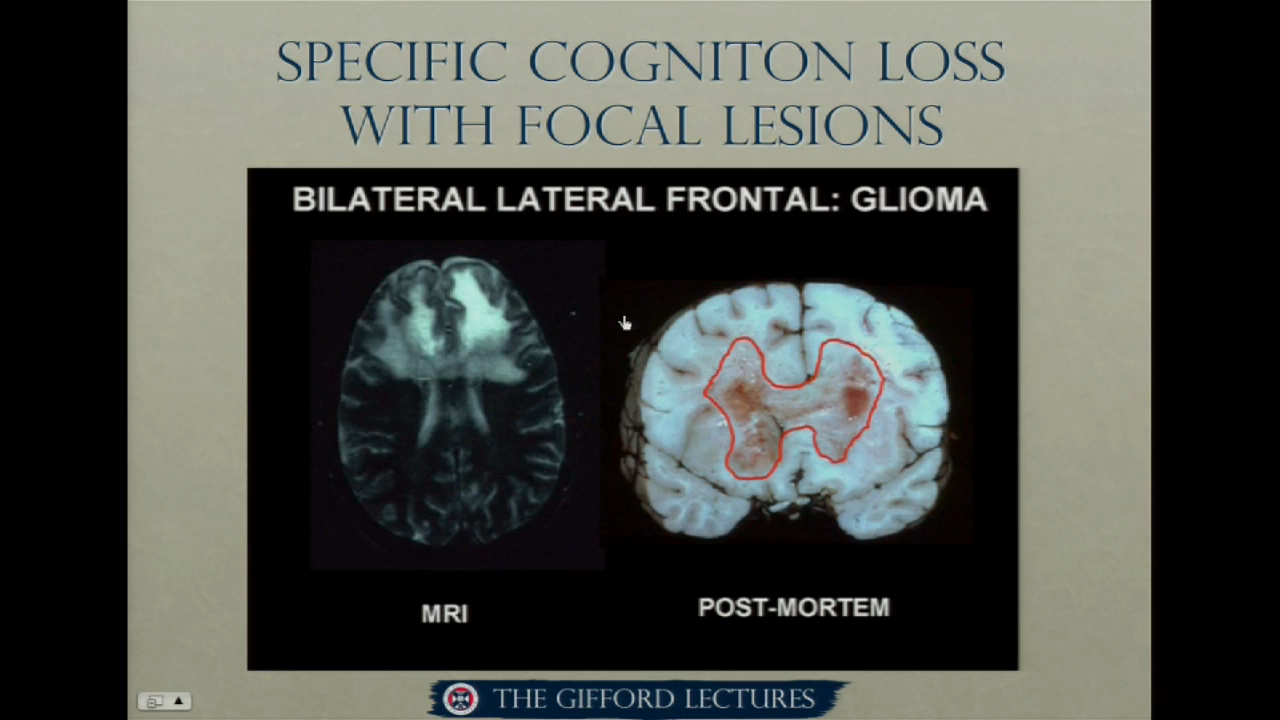 SPECIFIC COGNITON LOSS
WITH FOCAL LESIONS
BILATERAL LATERAL FRONTAL: GLIOMA
MRI
POST-MORTEM
THE GIFFORD LECTURES